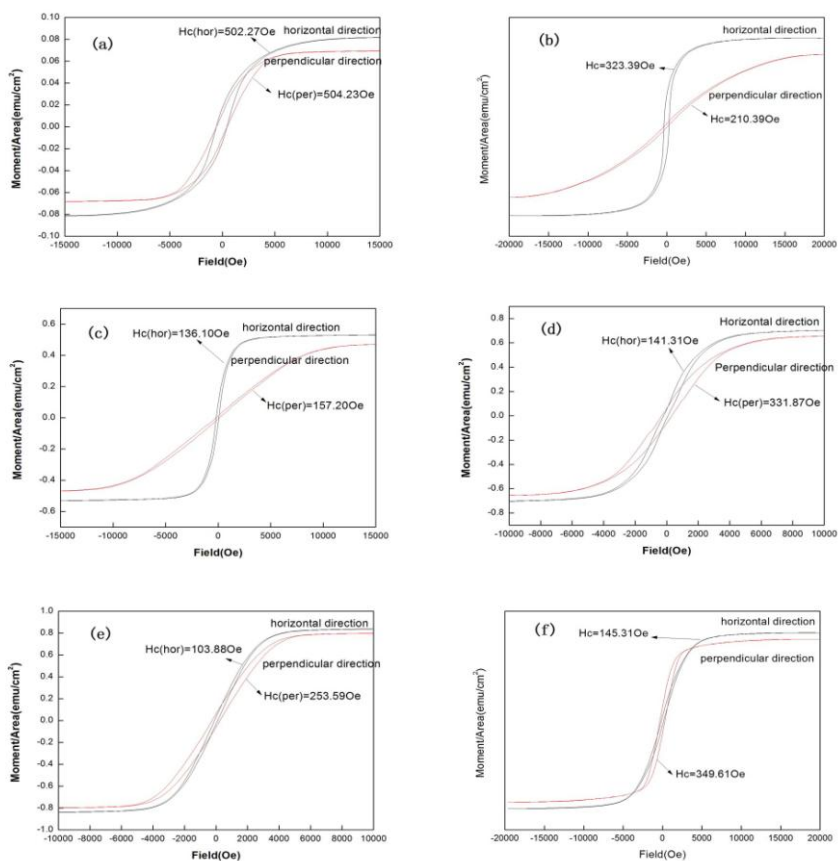 (a)
Hc(hor)=502.27Oe
horizontal direction
perpendicular direction
Hc(per)=504.23Oe
Moment/Area(emu/cm²)
0.10
0.08
0.06
0.04
0.02
0.00
-0.02
-0.04
-0.06
-0.08
-0.10
-15000 -10000 -5000 0 5000 10000 15000
Field(Oe)
(b)
horizontal direction
Hc=323.39Oe
perpendicular direction
Hc=210.39Oe
Moment/Area(emu/cm²)
-20000 -15000 -10000 -5000 0 5000 10000 15000 20000
Field(Oe)
(c)
Hc(hor)=136.10Oe
horizontal direction
perpendicular direction
Hc(per)=157.20Oe
Moment/Area(emu/cm²)
0.6
0.4
0.2
0.0
-0.2
-0.4
-0.6
-15000 -10000 -5000 0 5000 10000 15000
Field(Oe)
(d)
Horizontal direction
Hc(hor)=141.31Oe
Perpendicular direction
Hc(per)=331.87Oe
Moment/Area(emu/cm²)
0.8
0.6
0.4
0.2
0.0
-0.2
-0.4
-0.6
-0.8
-10000 -8000 -6000 -4000 -2000 0 2000 4000 6000 8000 10000
Field(Oe)
(e)
horizontal direction
Hc(hor)=103.88Oe
perpendicular direction
Hc(per)=253.59Oe
Moment/Area(emu/cm²)
1.0
0.8
0.6
0.4
0.2
0.0
-0.2
-0.4
-0.6
-0.8
-1.0
-10000 -8000 -6000 -4000 -2000 0 2000 4000 6000 8000 10000
Field(Oe)
(f)
horizontal direction
Hc=145.31Oe
perpendicular direction
Hc=349.61Oe
Moment/Area(emu/cm²)
-20000 -15000 -10000 -5000 0 5000 10000 15000 20000
Field(Oe)